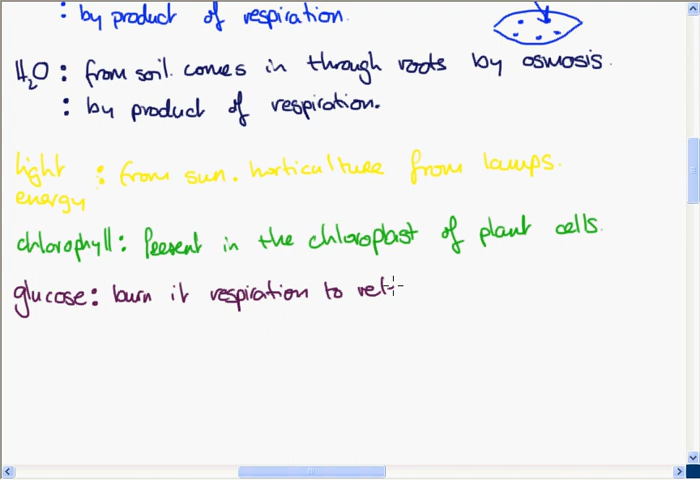 : by product of respiration.
H₂O : from soil. comes in through roots by osmosis.
: by product of respiration.
light : from sun. horticulture from lamps.
energy
chlorophyll : Present in the chloroplast of plant cells.
glucose : burn it respiration to ret